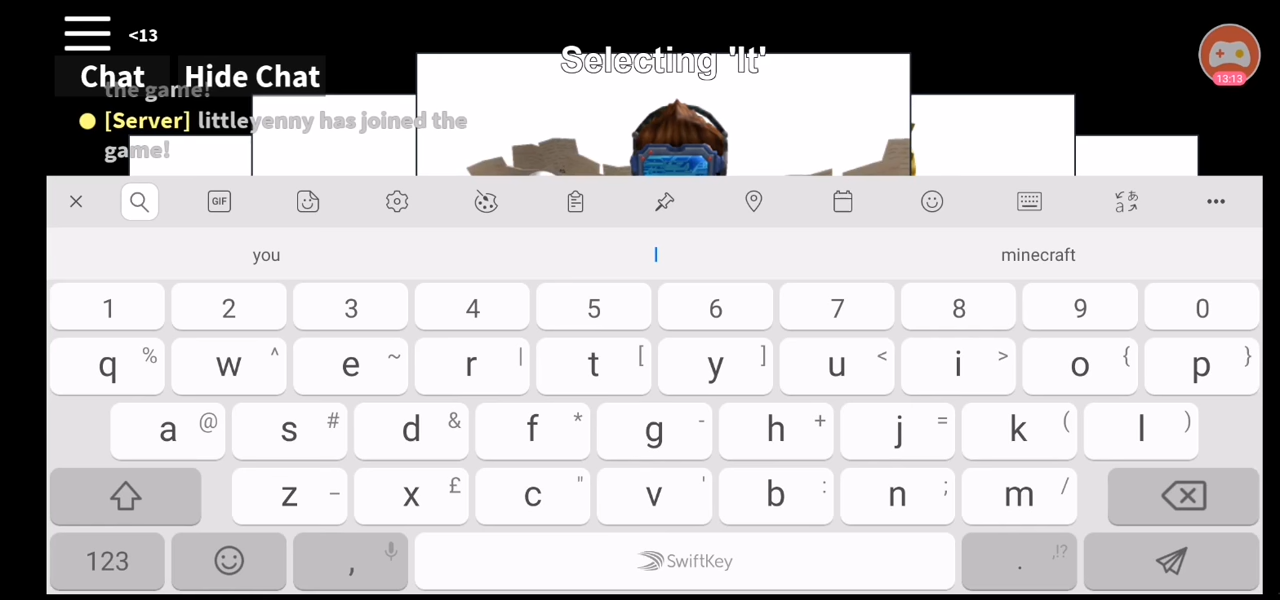 <13
Selecting 'It'
Chat Hide Chat
the game!
13:13
[Server] littleyenny has joined the
game!
GIF
you I minecraft
1 2 3 4 5 6 7 8 9 0
q % w ^ e ~ r | t [ y ] u < i > o { p }
a @ s # d & f * g - h + j = k ( l )
z _ x £ c " v ' b : n ; m /
123 , SwiftKey . ,!?